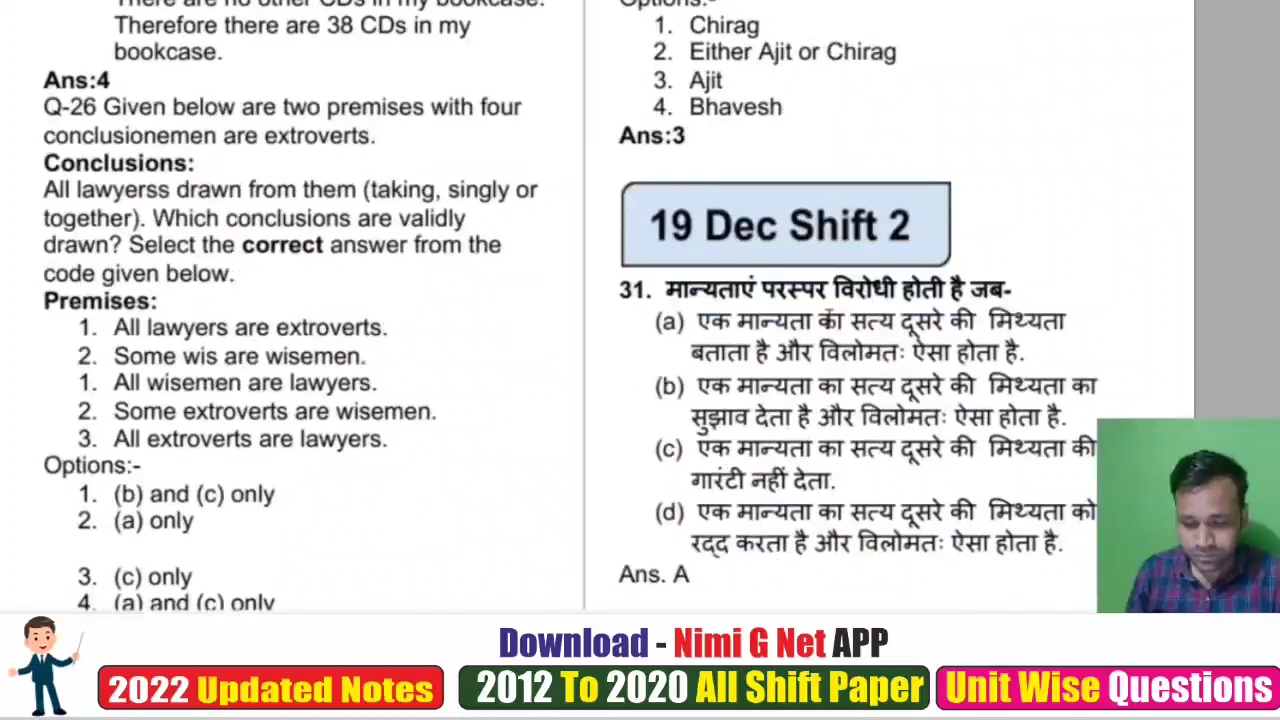 There are no other CDs in my bookcase.
Therefore there are 38 CDs in my
bookcase.
Ans:4
Q-26 Given below are two premises with four
conclusionemen are extroverts.
Conclusions:
All lawyerss drawn from them (taking, singly or
together). Which conclusions are validly
drawn? Select the correct answer from the
code given below.
Premises:
1. All lawyers are extroverts.
2. Some wis are wisemen.
1. All wisemen are lawyers.
2. Some extroverts are wisemen.
3. All extroverts are lawyers.
Options:-
1. (b) and (c) only
2. (a) only
3. (c) only
4. (a) and (c) only
Options:-
1. Chirag
2. Either Ajit or Chirag
3. Ajit
4. Bhavesh
Ans:3
19 Dec Shift 2
31. मान्यताएं परस्पर विरोधी होती है जब-
(a) एक मान्यता का सत्य दूसरे की मिथ्यता
बताता है और विलोमतः ऐसा होता है.
(b) एक मान्यता का सत्य दूसरे की मिथ्यता का
सुझाव देता है और विलोमतः ऐसा होता है.
(c) एक मान्यता का सत्य दूसरे की मिथ्यता की
गारंटी नहीं देता.
(d) एक मान्यता का सत्य दूसरे की मिथ्यता को
रद्द करता है और विलोमतः ऐसा होता है.
Ans. A
Download - Nimi G Net APP
2022 Updated Notes
2012 To 2020 All Shift Paper
Unit Wise Questions